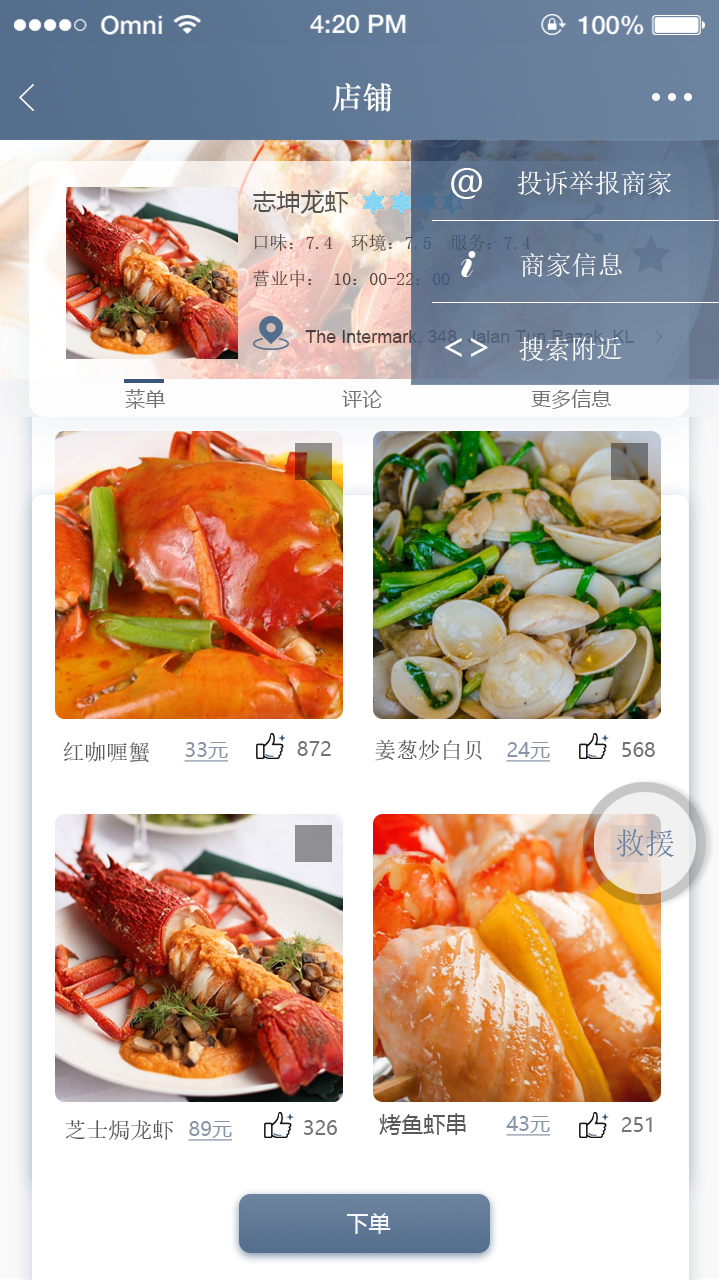 Omni 4:20 PM 100%
店铺
@ 投诉举报商家
志坤龙虾
口味：7.4 环境：7.5 服务：7.4
i 商家信息
营业中： 10：00-22：00
The Intermark, 348, Jalan Tun Razak, KL
<> 搜索附近
菜单 评论 更多信息
红咖喱蟹 33元 872
姜葱炒白贝 24元 568
救援
芝士焗龙虾 89元 326
烤鱼虾串 43元 251
下单